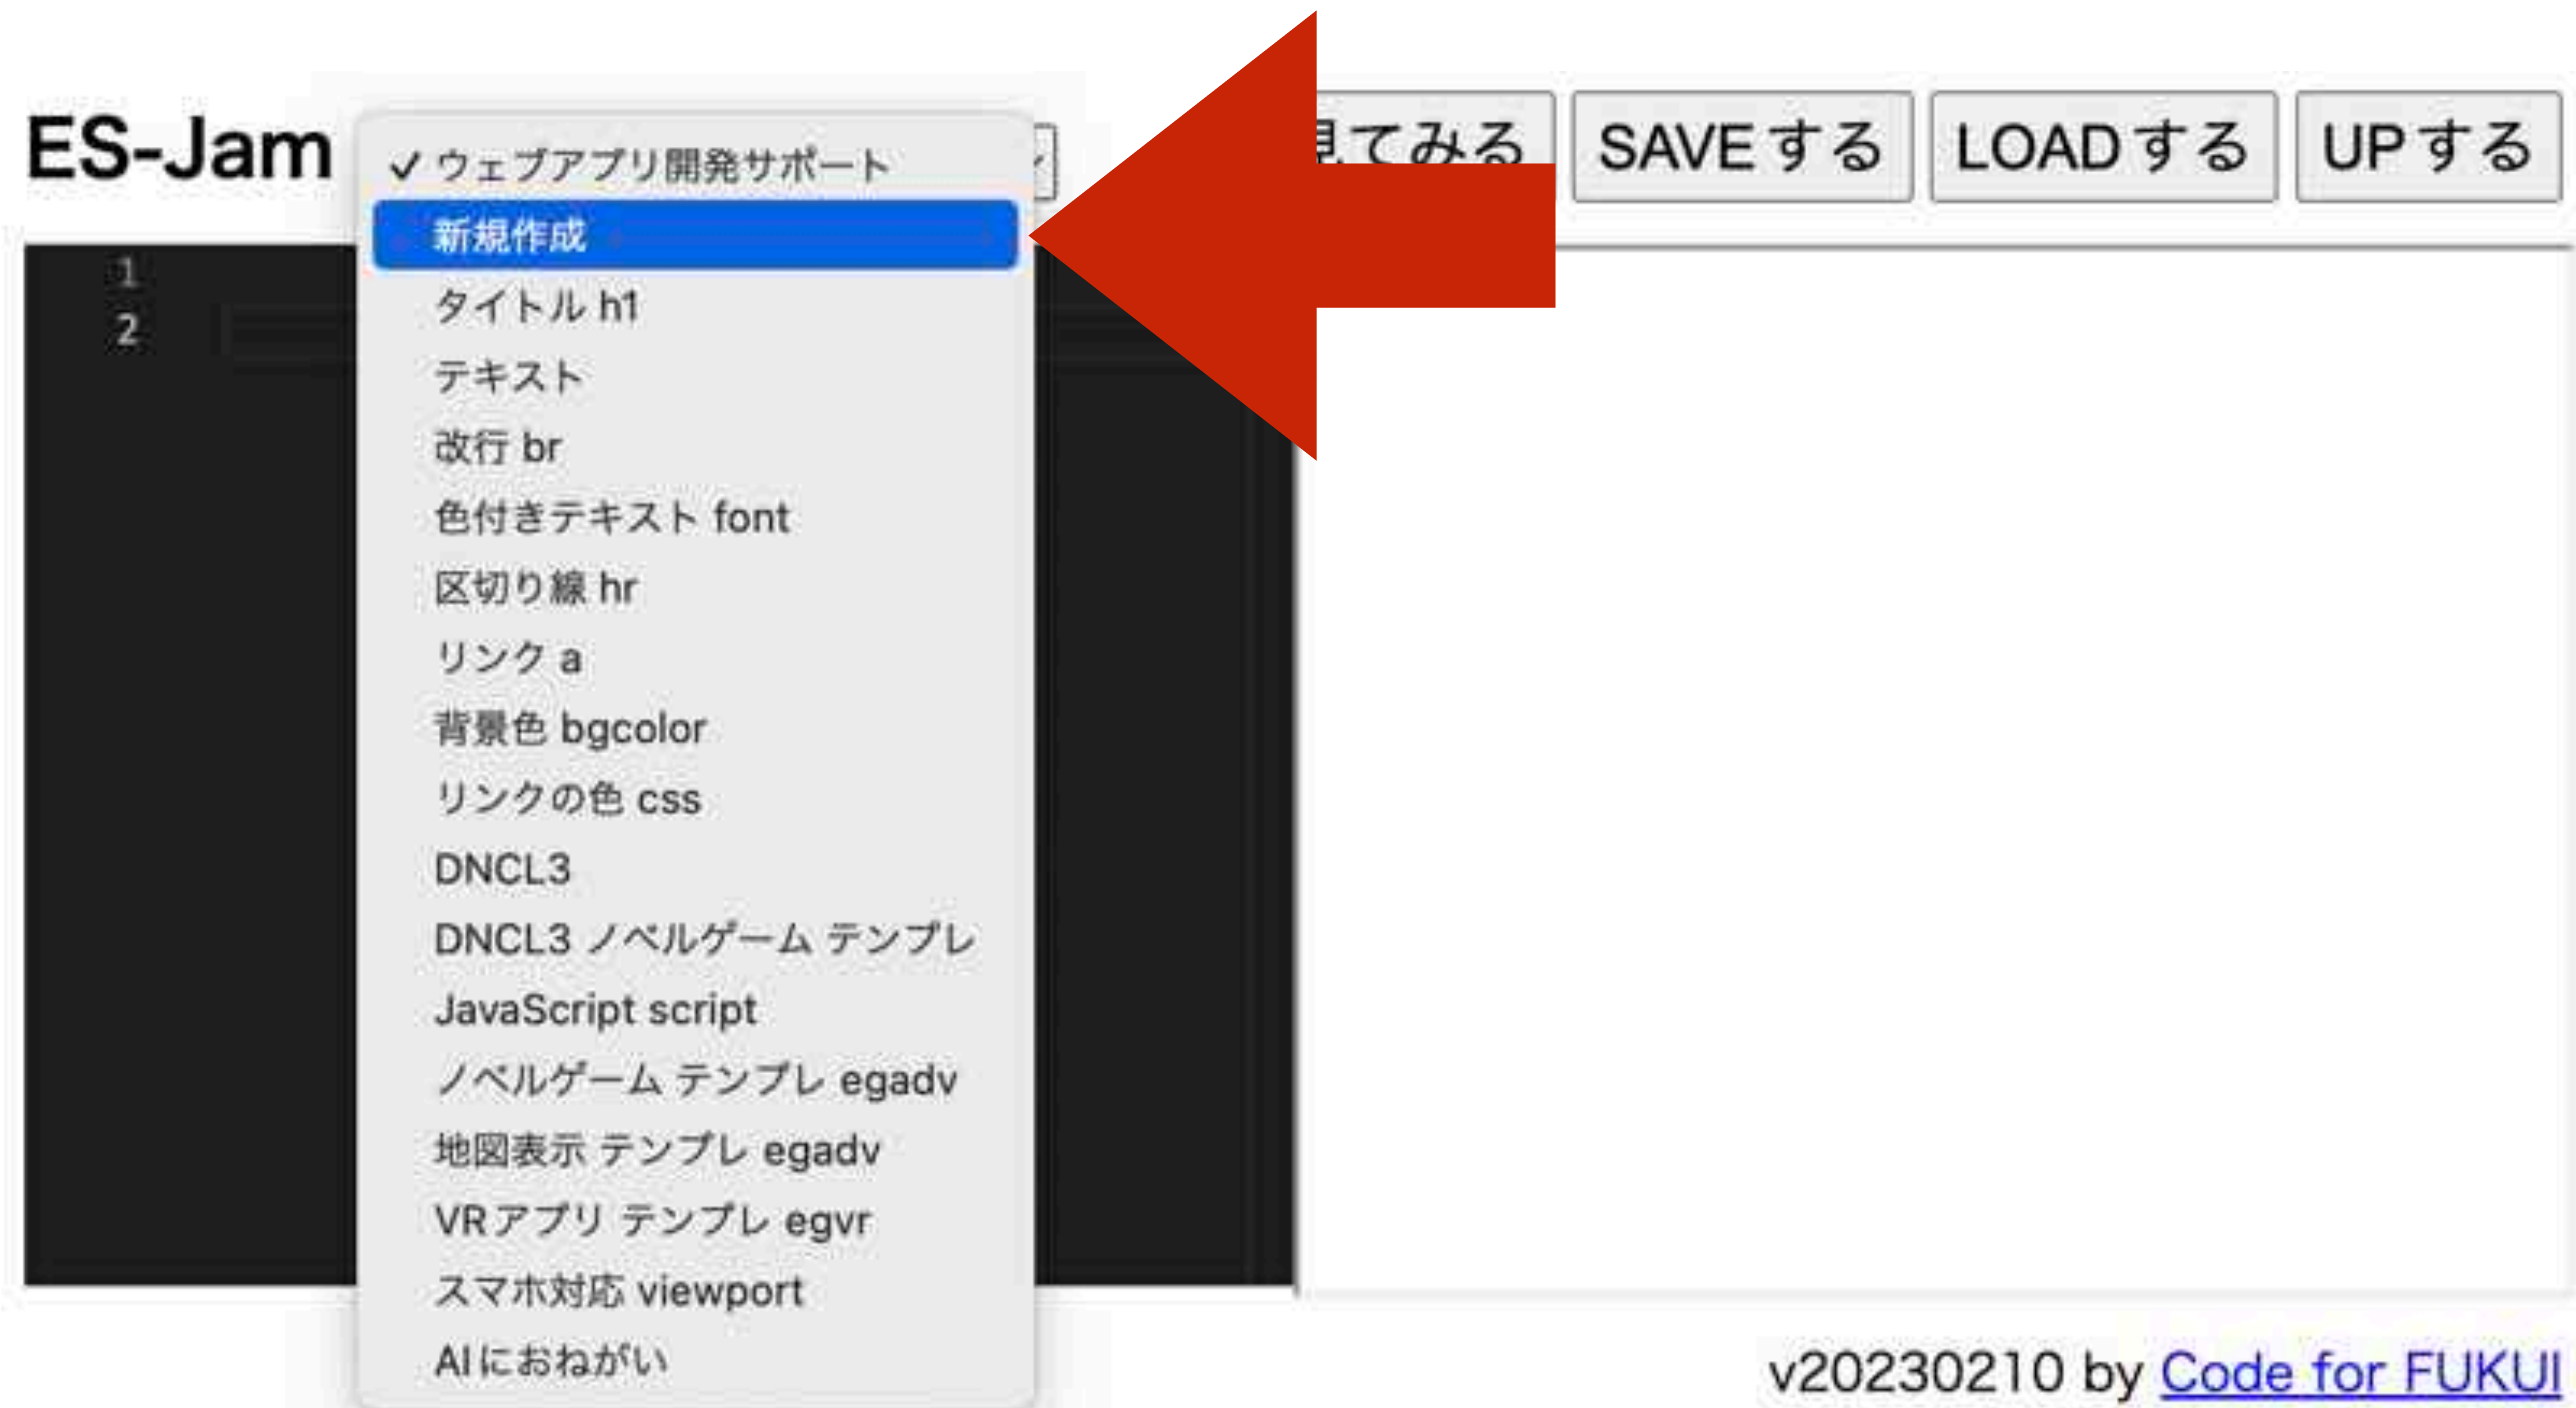 ES-Jam
✓ ウェブアプリ開発サポート
見てみる
SAVEする
LOADする
UPする
新規作成
1
2
タイトル h1
テキスト
改行 br
色付きテキスト font
区切り線 hr
リンク a
背景色 bgcolor
リンクの色 css
DNCL3
DNCL3 ノベルゲーム テンプレ
JavaScript script
ノベルゲーム テンプレ egadv
地図表示 テンプレ egadv
VRアプリ テンプレ egvr
スマホ対応 viewport
AIにおねがい
v20230210 by Code for FUKUI